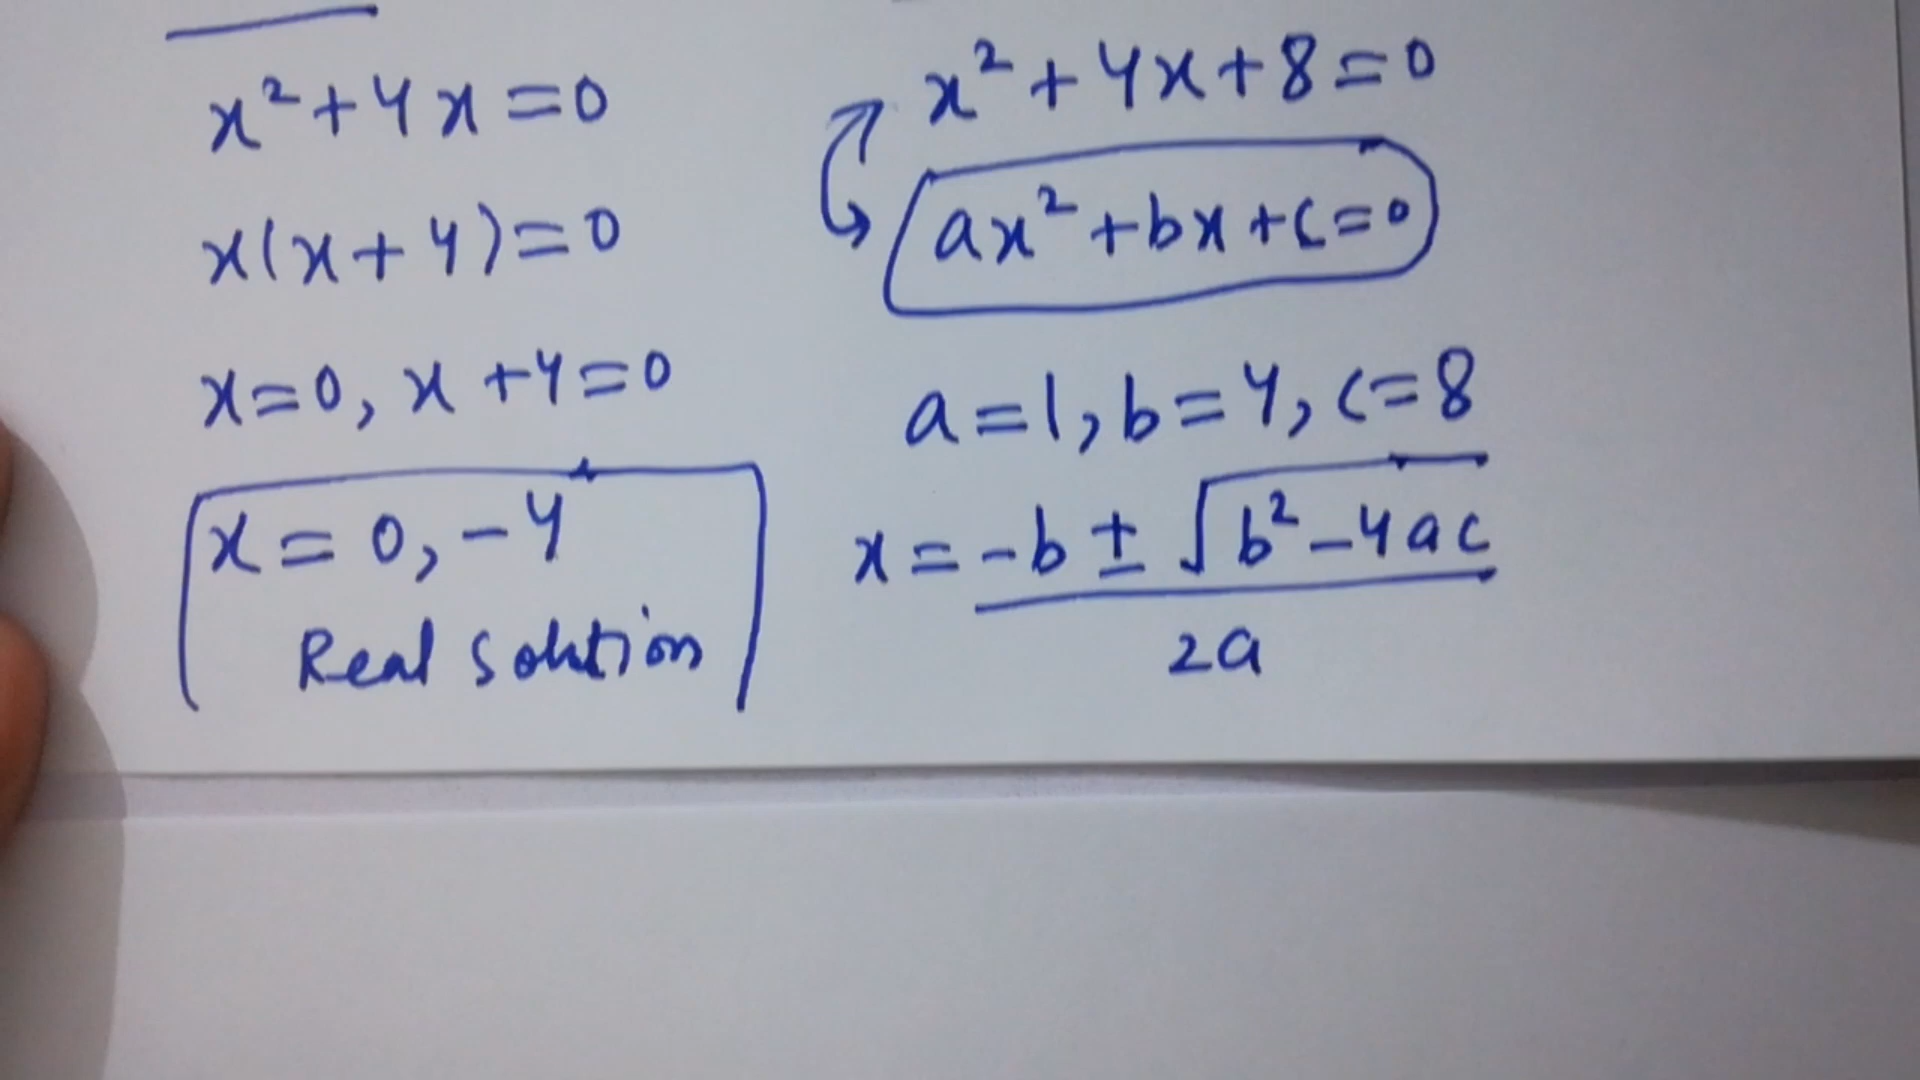 x² + 4x = 0
x(x + 4) = 0
x = 0, x + 4 = 0
x = 0, -4
Real Solution
x² + 4x + 8 = 0
ax² + bx + c = 0
a = 1, b = 4, c = 8
x = -b ± √(b² - 4ac)
2a